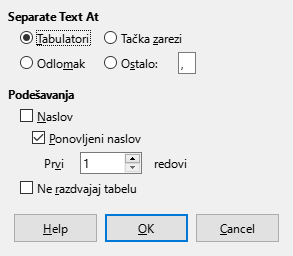 Separate Text At
Tabulatori
Tačka zarezi
Odlomak
Ostalo: ,
Podešavanja
Naslov
Ponovljeni naslov
Prvi 1 redovi
Ne razdvajaj tabelu
Help OK Cancel